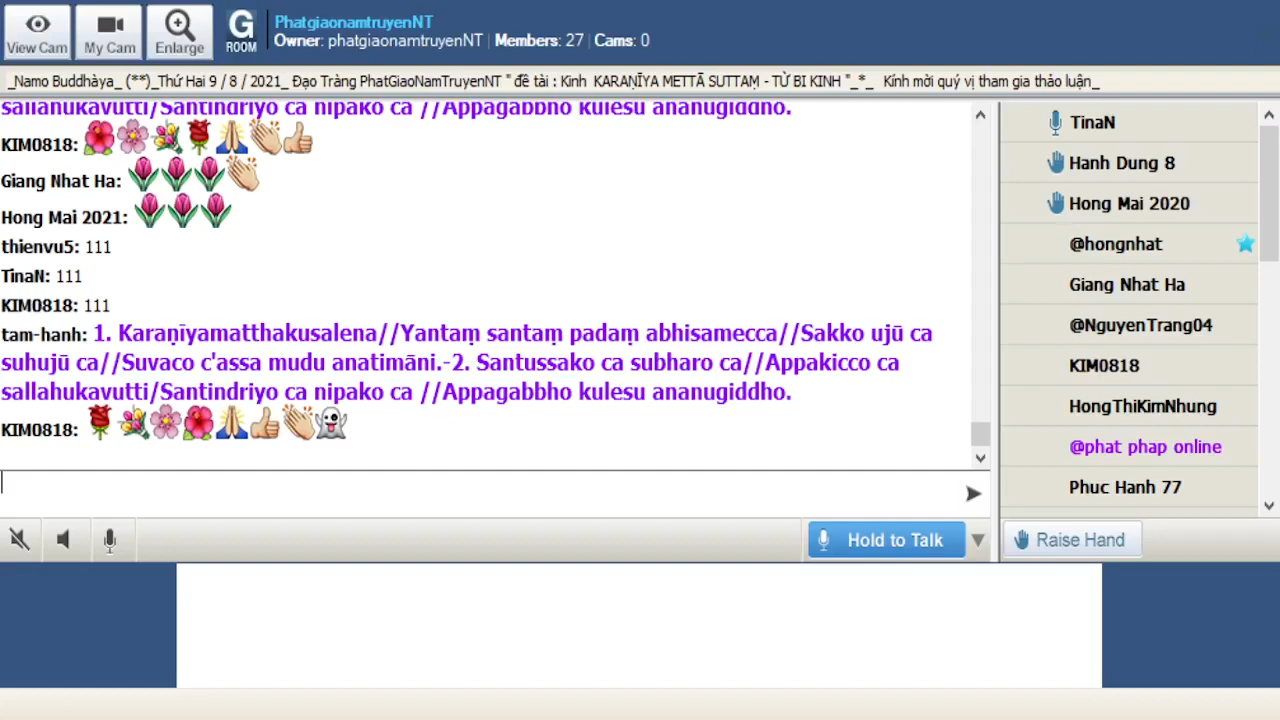 View Cam
My Cam
Enlarge
G
ROOM
PhatgiaonamtruyenNT
Owner: phatgiaonamtruyenNT | Members: 27 | Cams: 0
_Namo Buddhàya_ (**)_Thứ Hai 9 / 8 / 2021_ Đạo Tràng PhatGiaoNamTruyenNT " đề tài : Kinh KARAṆĪYA METTĀ SUTTAṂ - TỪ BI KINH "_*_ Kính mời quý vị tham gia thảo luận_
sallahukavutti/Santindriyo ca nipako ca //Appagabbho kulesu ananugiddho.
KIM0818:
Giang Nhat Ha:
Hong Mai 2021:
thienvu5: 111
TinaN: 111
KIM0818: 111
tam-hanh: 1. Karaṇīyamatthakusalena//Yantaṃ santaṃ padaṃ abhisamecca//Sakko ujū ca
suhujū ca//Suvaco c'assa mudu anatimāni.-2. Santussako ca subharo ca//Appakicco ca
sallahukavutti/Santindriyo ca nipako ca //Appagabbho kulesu ananugiddho.
KIM0818:
Hold to Talk
TinaN
Hanh Dung 8
Hong Mai 2020
@hongnhat
Giang Nhat Ha
@NguyenTrang04
KIM0818
HongThiKimNhung
@phat phap online
Phuc Hanh 77
Raise Hand